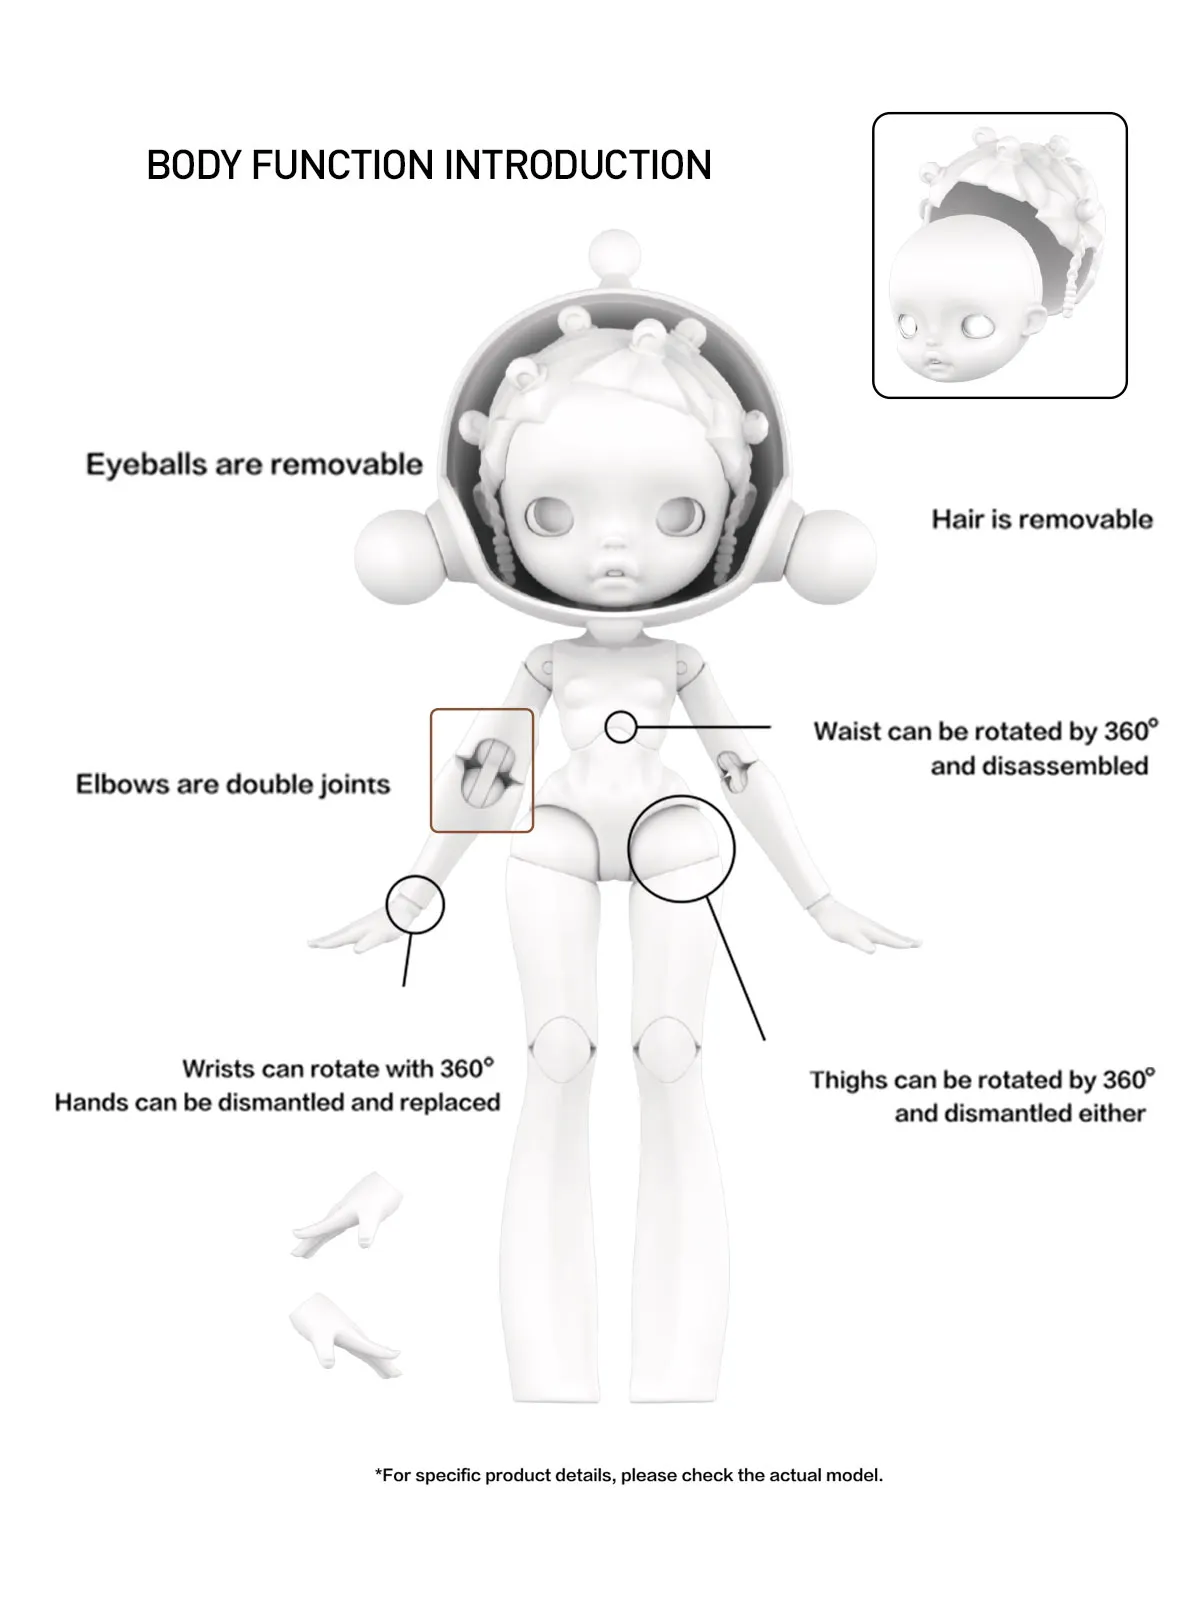 BODY FUNCTION INTRODUCTION
Eyeballs are removable
Hair is removable
Waist can be rotated by 360°
and disassembled
Elbows are double joints
Wrists can rotate with 360°
Hands can be dismantled and replaced
Thighs can be rotated by 360°
and dismantled either
*For specific product details, please check the actual model.